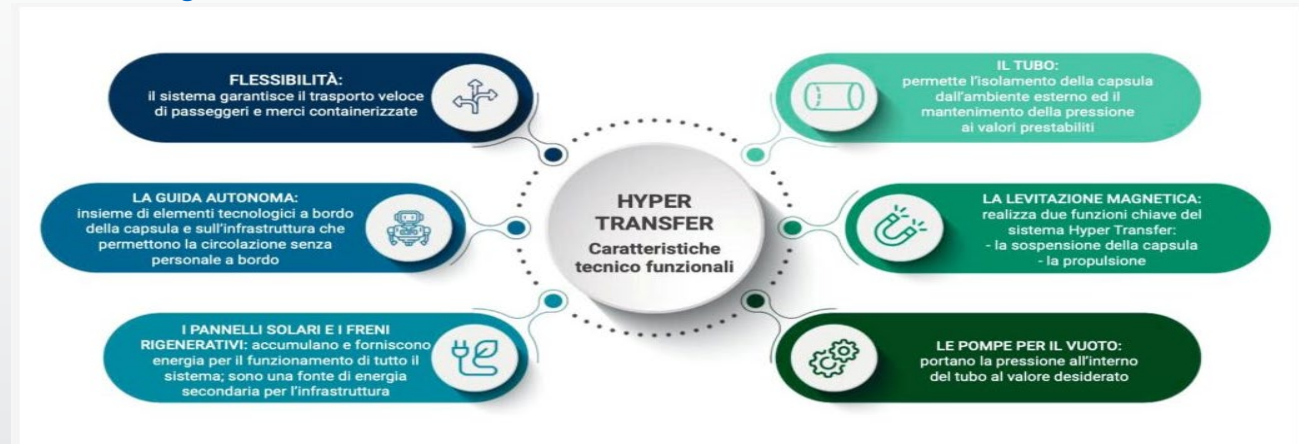 FLESSIBILITÀ:
il sistema garantisce il trasporto veloce
di passeggeri e merci containerizzate
LA GUIDA AUTONOMA:
insieme di elementi tecnologici a bordo
della capsula e sull'infrastruttura che
permettono la circolazione senza
personale a bordo
I PANNELLI SOLARI E I FRENI
RIGENERATIVI: accumulano e forniscono
energia per il funzionamento di tutto il
sistema; sono una fonte di energia
secondaria per l'infrastruttura
HYPER
TRANSFER
Caratteristiche
tecnico funzionali
IL TUBO:
permette l'isolamento della capsula
dall'ambiente esterno ed il
mantenimento della pressione
ai valori prestabiliti
LA LEVITAZIONE MAGNETICA:
realizza due funzioni chiave del
sistema Hyper Transfer:
- la sospensione della capsula
- la propulsione
LE POMPE PER IL VUOTO:
portano la pressione all'interno
del tubo al valore desiderato